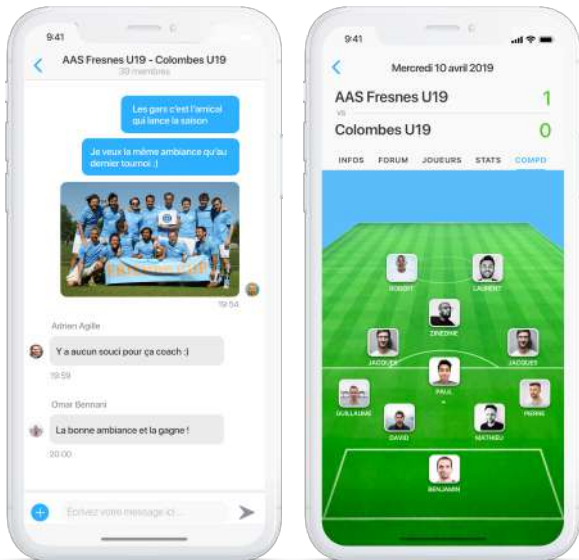 9:41
AAS Fresnes U19 - Colombes U19
39 membres
Les gars c'est l'amical
qui lance la saison
Je veux la même ambiance qu'au
dernier tournoi :)
FRIENDS CUP
19:54
Adrien Agille
Y a aucun souci pour ça coach :)
19:59
Omar Bennani
La bonne ambiance et la gagne !
20:00
Écrivez votre message ici...
9:41
Mercredi 10 avril 2019
AAS Fresnes U19 1
VS
Colombes U19 0
INFOS FORUM JOUEURS STATS COMPO
ROBERT LAURENT
ZINEDINE
JACQUES
PAUL
GUILLAUME PIERRE
DAVID MATHIEU
BENJAMIN